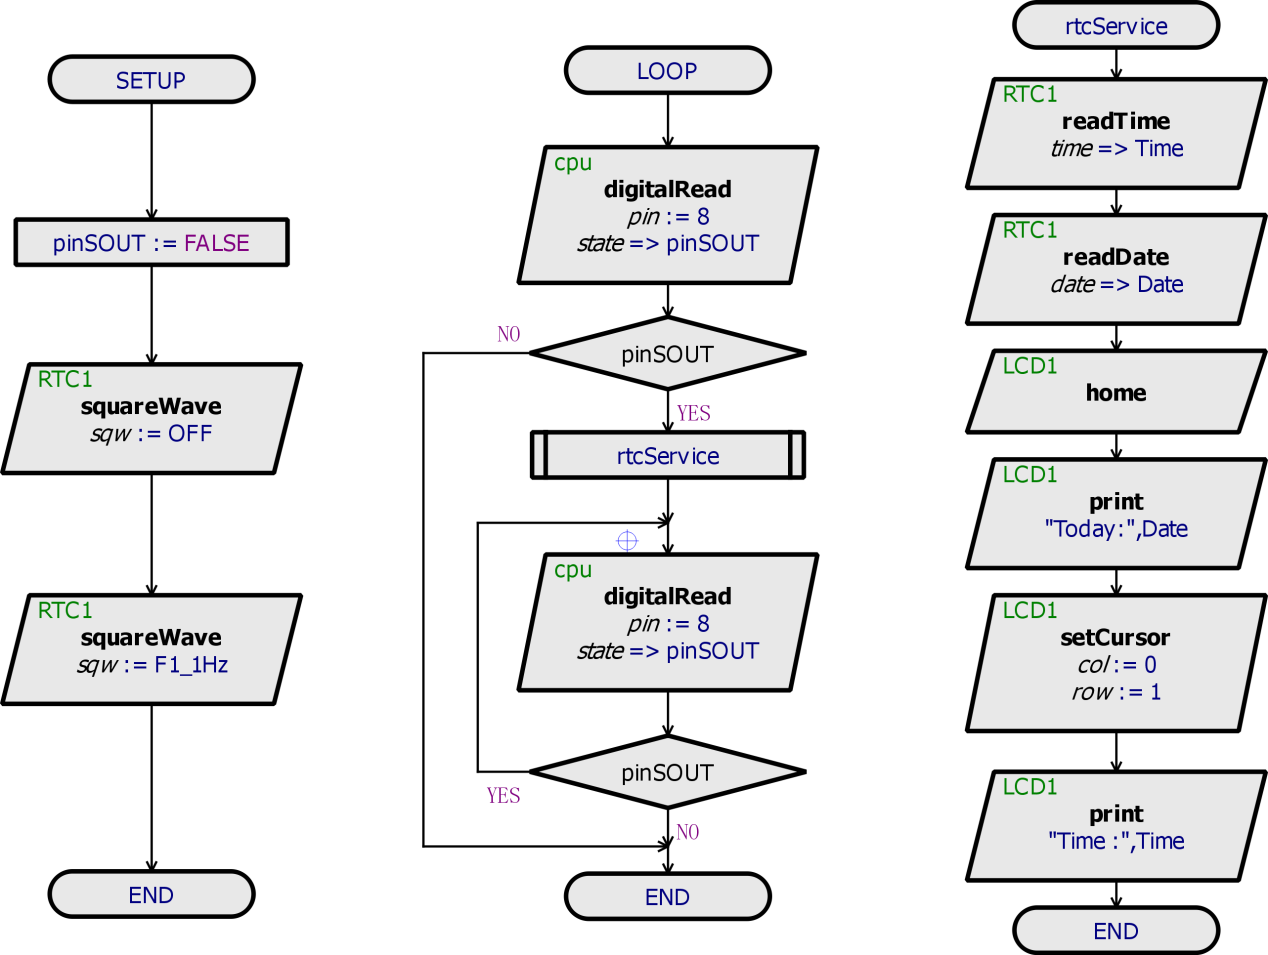 SETUP
pinSOUT := FALSE
RTC1
squareWave
sqw := OFF
RTC1
squareWave
sqw := F1_1Hz
END
LOOP
cpu
digitalRead
pin := 8
state => pinSOUT
NO
pinSOUT
YES
rtcService
cpu
digitalRead
pin := 8
state => pinSOUT
pinSOUT
YES
NO
END
rtcService
RTC1
readTime
time => Time
RTC1
readDate
date => Date
LCD1
home
LCD1
print
"Today:",Date
LCD1
setCursor
col := 0
row := 1
LCD1
print
"Time :",Time
END